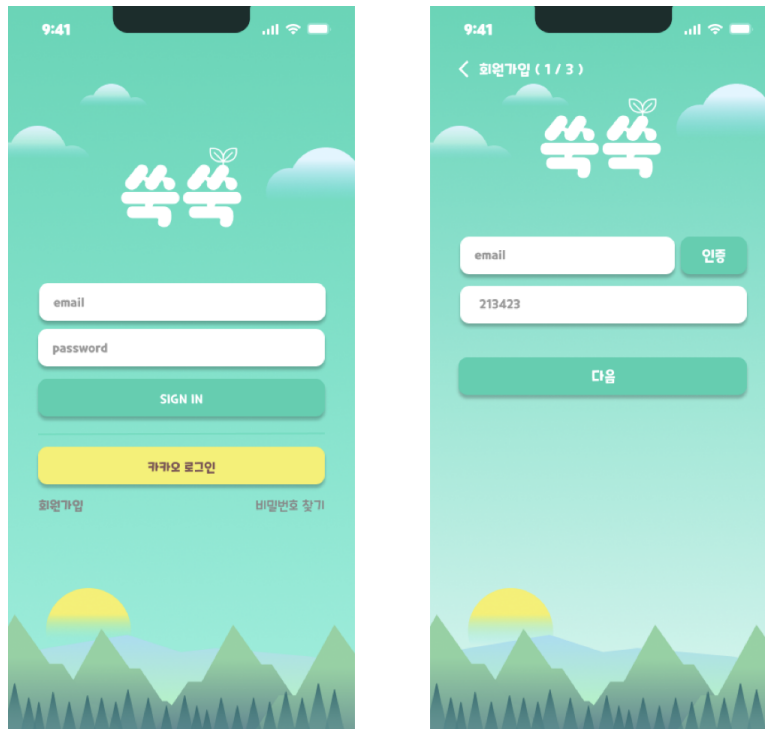 9:41
쑥쑥
email
password
SIGN IN
카카오 로그인
회원가입 비밀번호 찾기
9:41
회원가입 ( 1 / 3 )
쑥쑥
email 인증
213423
다음